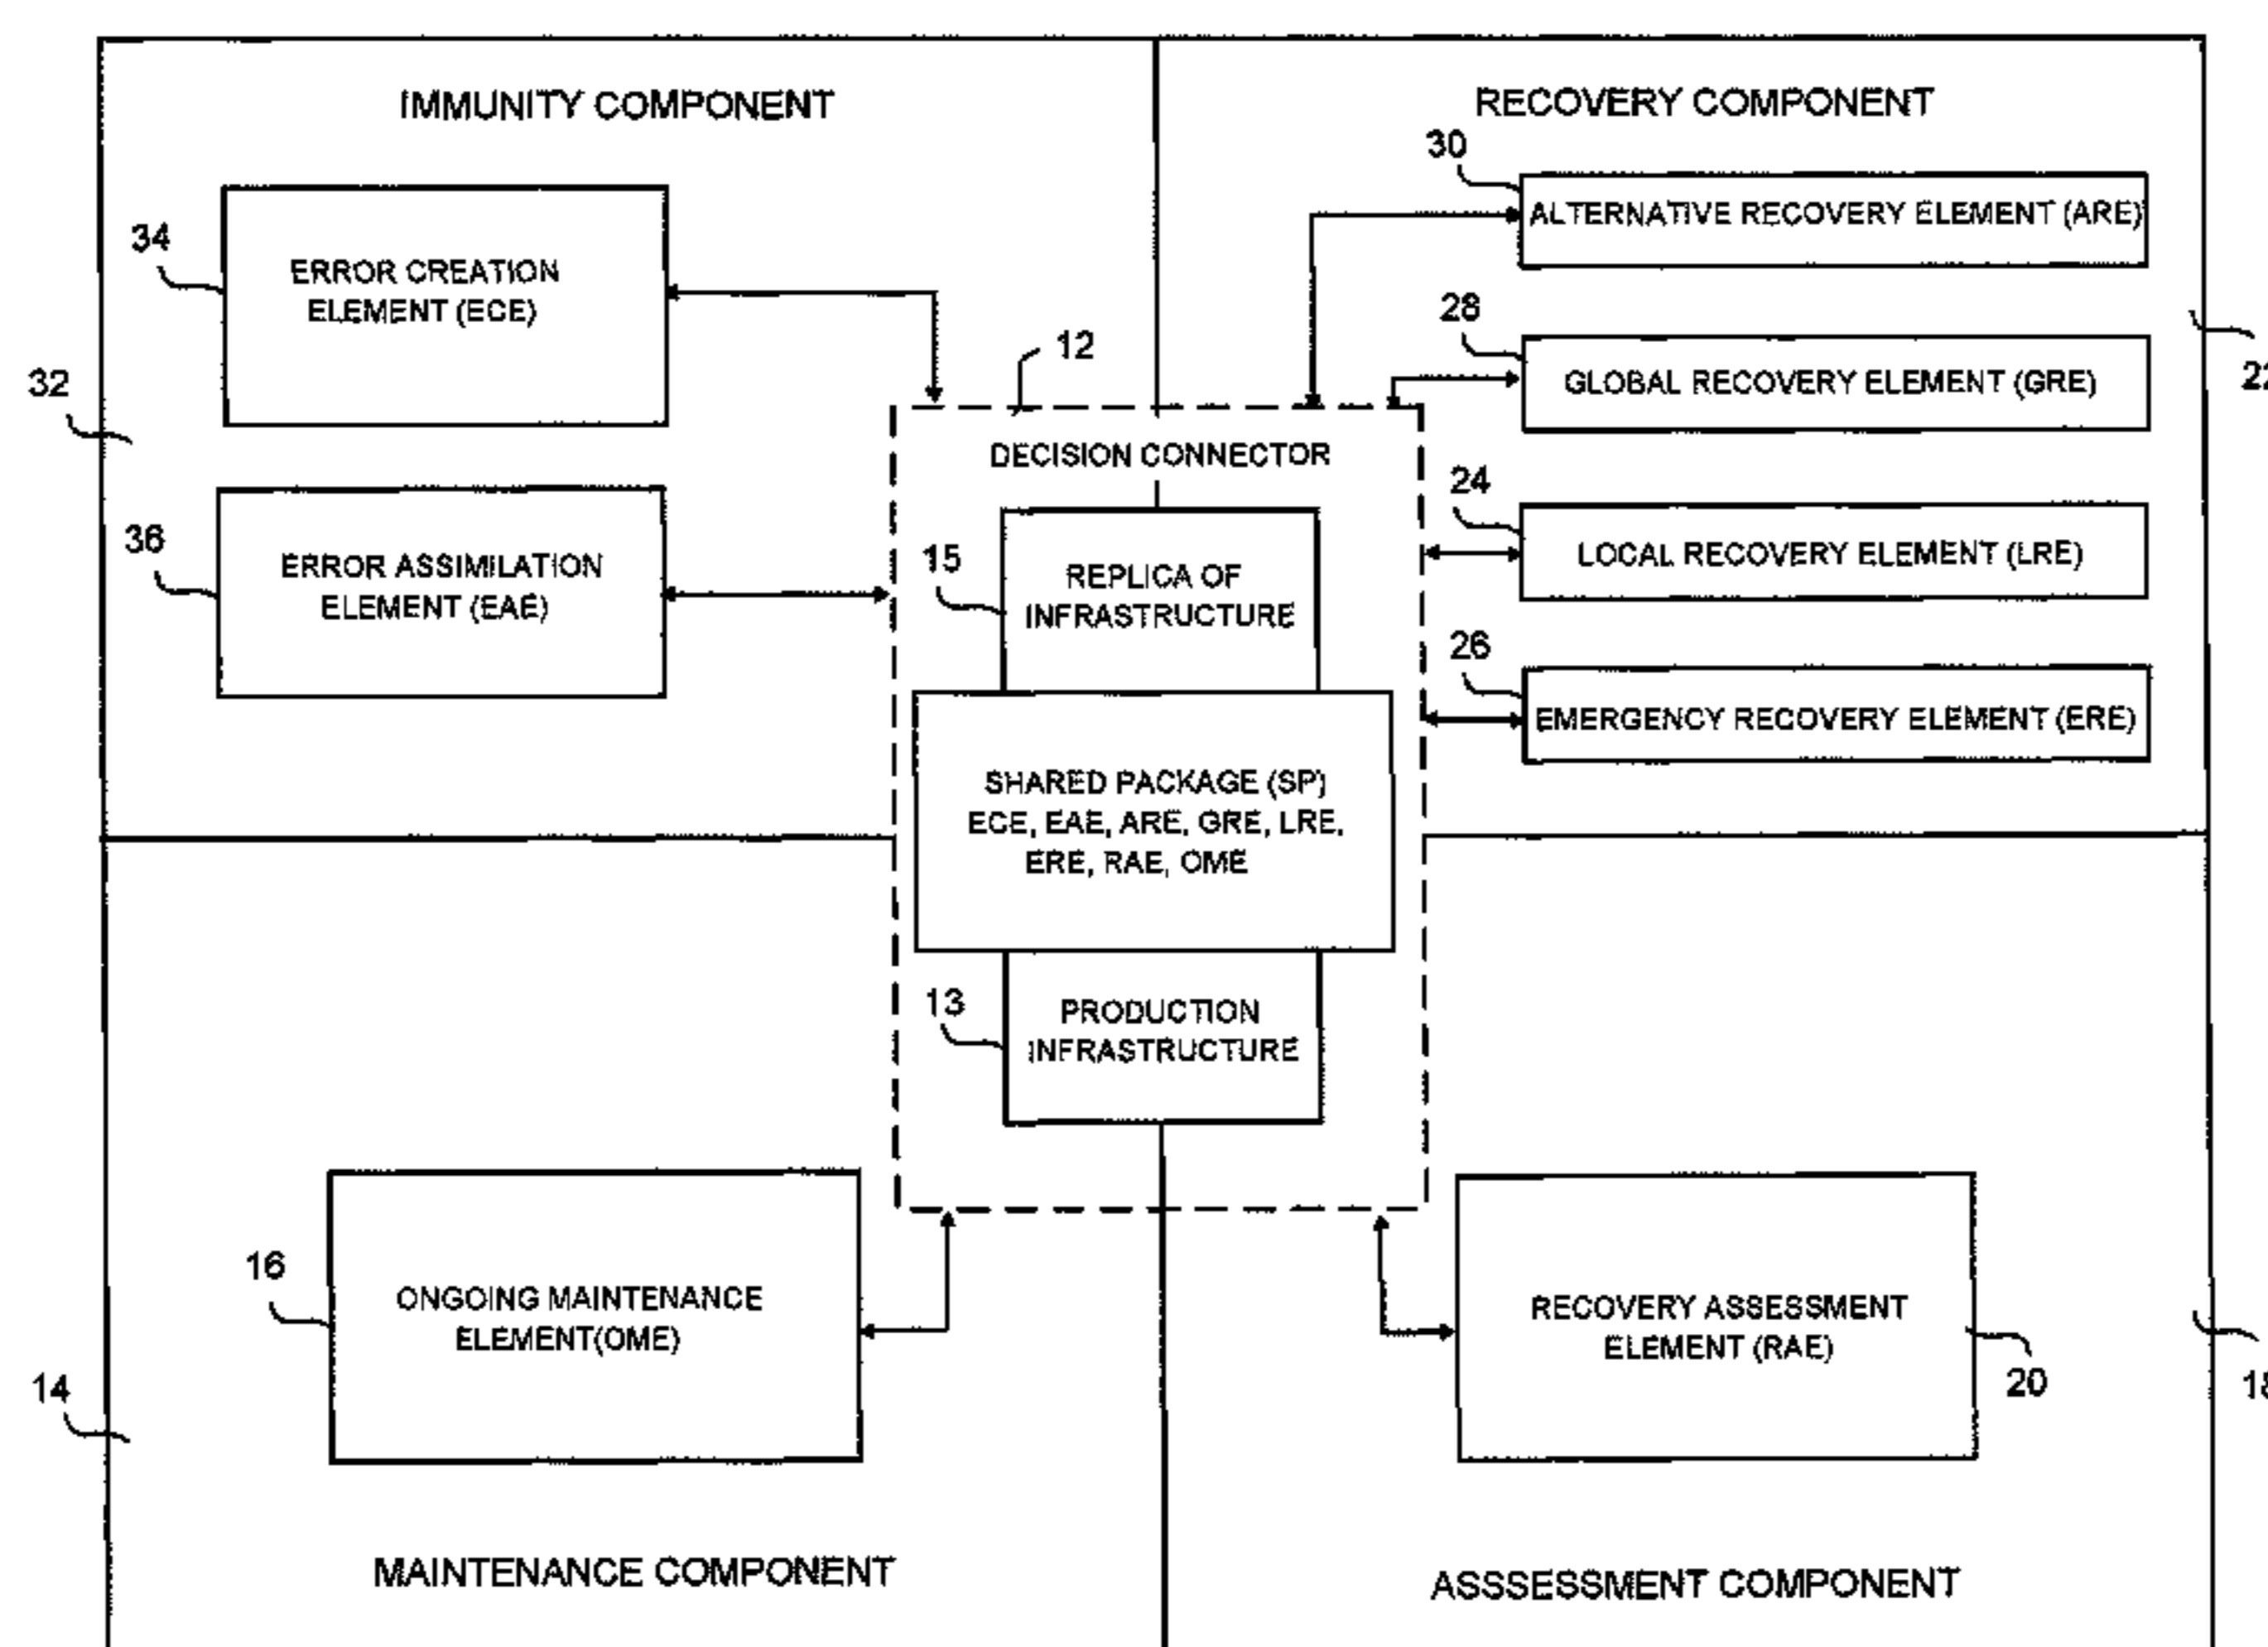 IMMUNITY COMPONENT
RECOVERY COMPONENT
30
ALTERNATIVE RECOVERY ELEMENT (ARE)
34
ERROR CREATION
ELEMENT (ECE)
28
GLOBAL RECOVERY ELEMENT (GRE)
22
12
32
DECISION CONNECTOR
24
LOCAL RECOVERY ELEMENT (LRE)
36
ERROR ASSIMILATION
ELEMENT (EAE)
15
REPLICA OF
INFRASTRUCTURE
26
EMERGENCY RECOVERY ELEMENT (ERE)
SHARED PACKAGE (SP)
ECE, EAE, ARE, GRE, LRE,
ERE, RAE, OME
13
PRODUCTION
INFRASTRUCTURE
16
ONGOING MAINTENANCE
ELEMENT(OME)
RECOVERY ASSESSMENT
ELEMENT (RAE)
20
14
18
MAINTENANCE COMPONENT
ASSSESSMENT COMPONENT